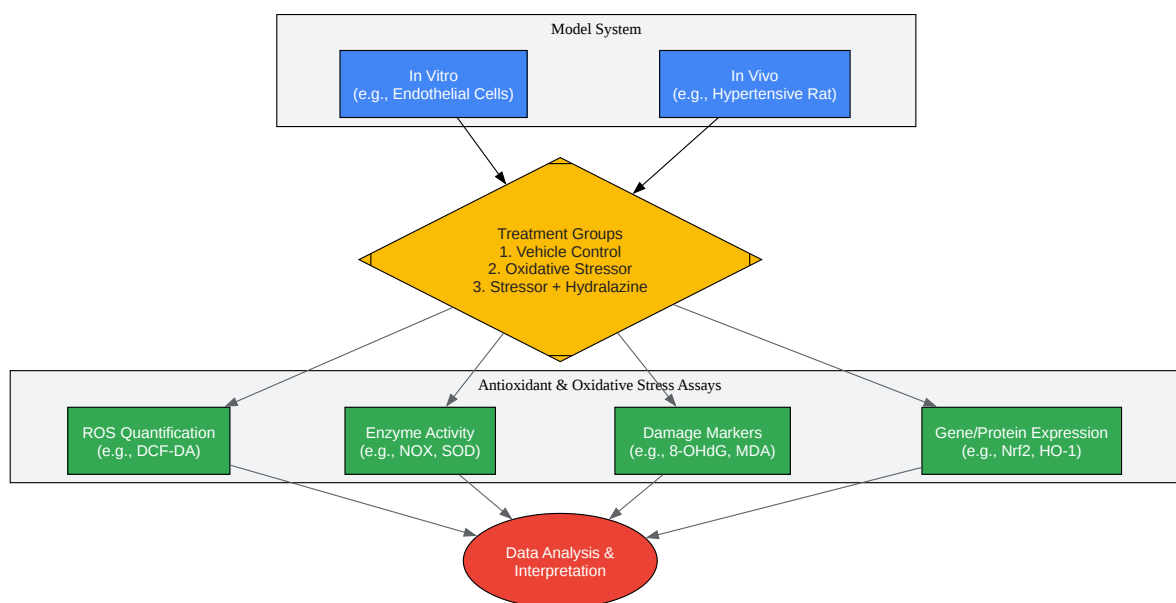 Model System
In Vitro
(e.g., Endothelial Cells)
In Vivo
(e.g., Hypertensive Rat)
Treatment Groups
1. Vehicle Control
2. Oxidative Stressor
3. Stressor + Hydralazine
Antioxidant & Oxidative Stress Assays
ROS Quantification
(e.g., DCF-DA)
Enzyme Activity
(e.g., NOX, SOD)
Damage Markers
(e.g., 8-OHdG, MDA)
Gene/Protein Expression
(e.g., Nrf2, HO-1)
Data Analysis &
Interpretation